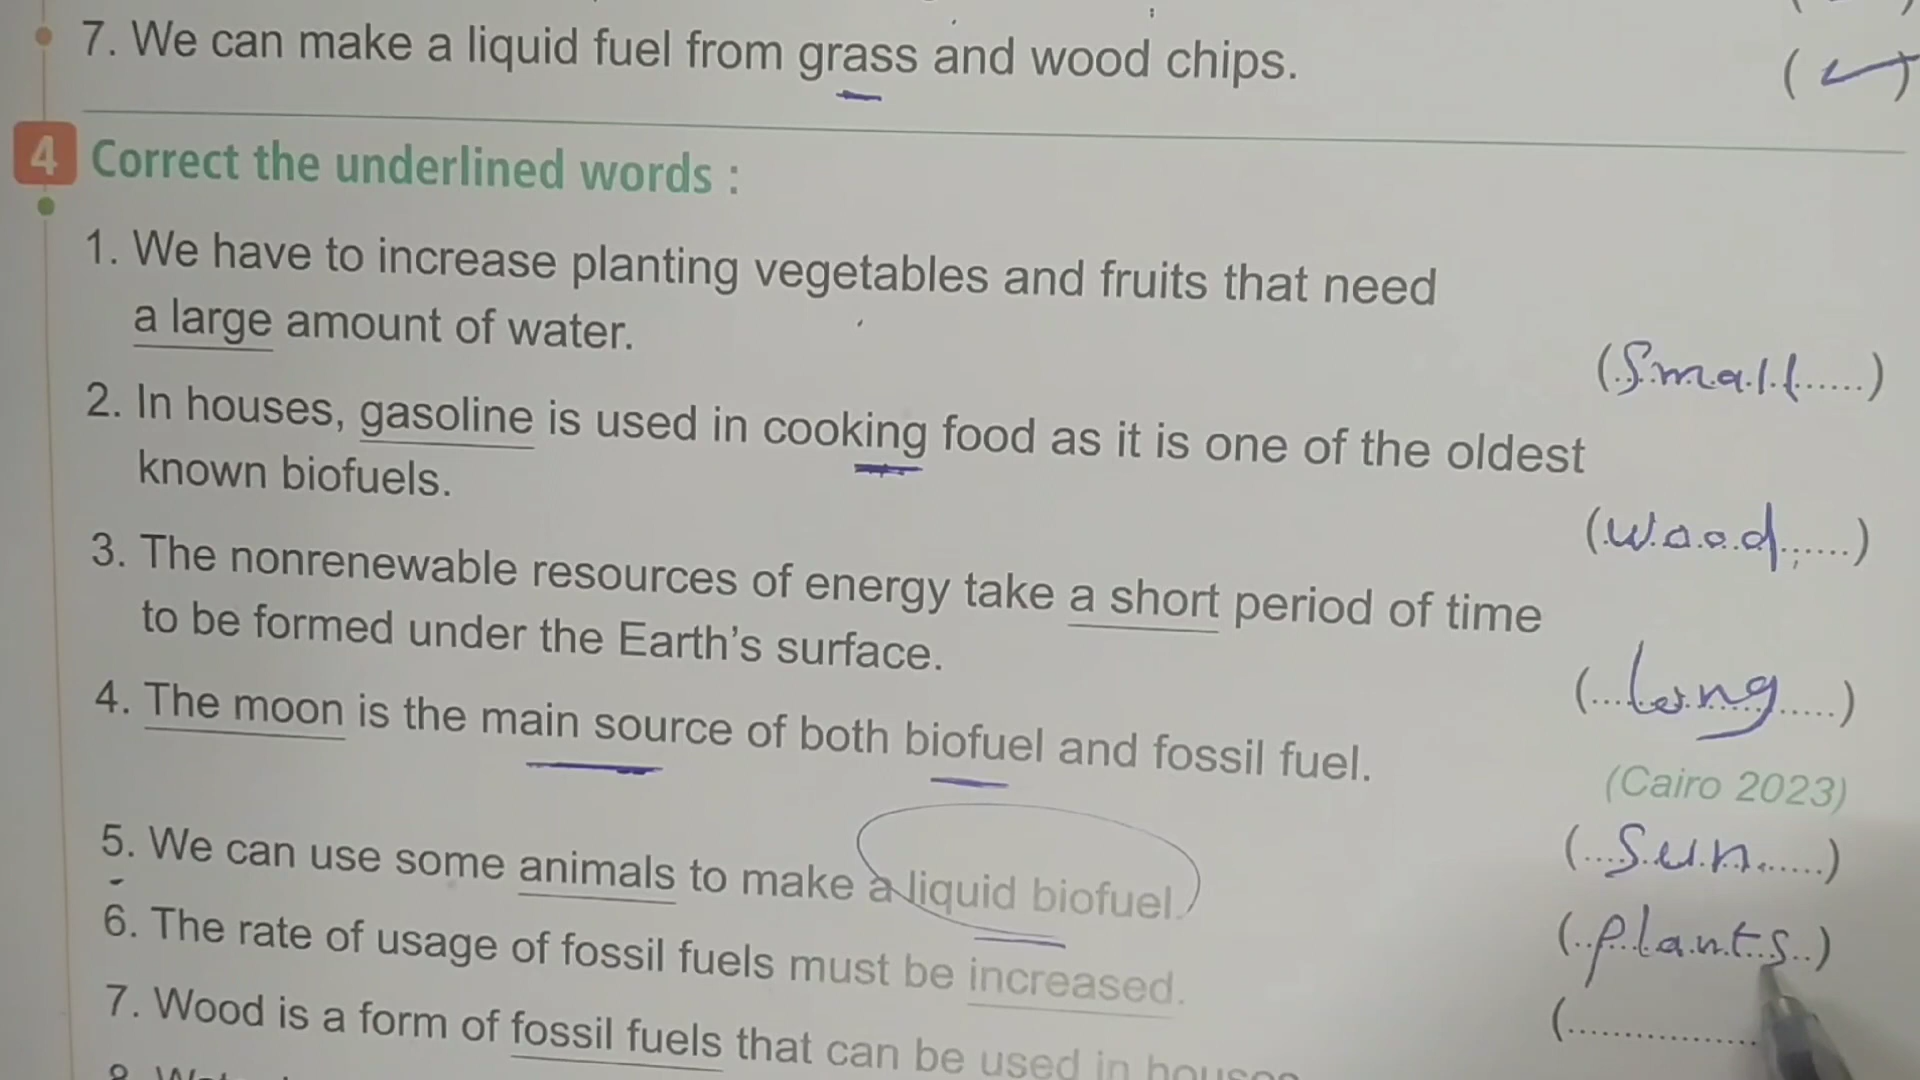 7. We can make a liquid fuel from grass and wood chips. (✓)
4 Correct the underlined words :
1. We have to increase planting vegetables and fruits that need
a large amount of water.
(Small......)
2. In houses, gasoline is used in cooking food as it is one of the oldest
known biofuels.
(wood......)
3. The nonrenewable resources of energy take a short period of time
to be formed under the Earth's surface.
(...long.....)
4. The moon is the main source of both biofuel and fossil fuel.
(Cairo 2023)
(...Sun......)
5. We can use some animals to make a liquid biofuel.
(..plants..)
6. The rate of usage of fossil fuels must be increased.
(................
7. Wood is a form of fossil fuels that can be used in houses
8.